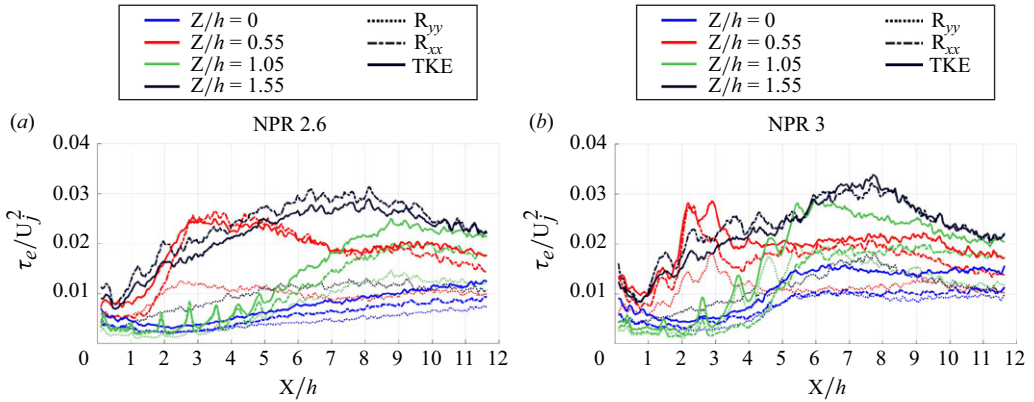 Z/h = 0
Z/h = 0.55
Z/h = 1.05
Z/h = 1.55
R_yy
R_xx
TKE
Z/h = 0
Z/h = 0.55
Z/h = 1.05
Z/h = 1.55
R_yy
R_xx
TKE
(a)
NPR 2.6
(b)
NPR 3
0.04
0.03
0.02
0.01
τ_e/U_j^2
0 1 2 3 4 5 6 7 8 9 10 11 12
X/h
0.04
0.03
0.02
0.01
τ_e/U_j^2
0 1 2 3 4 5 6 7 8 9 10 11 12
X/h